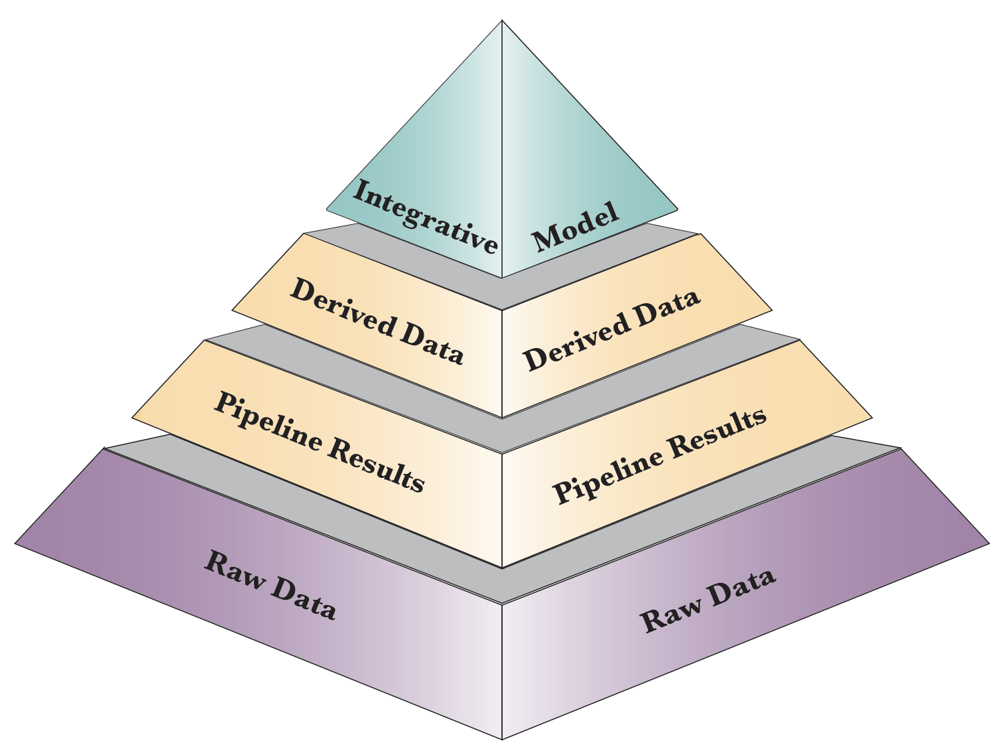 Integrative Model
Derived Data
Derived Data
Pipeline Results
Pipeline Results
Raw Data
Raw Data